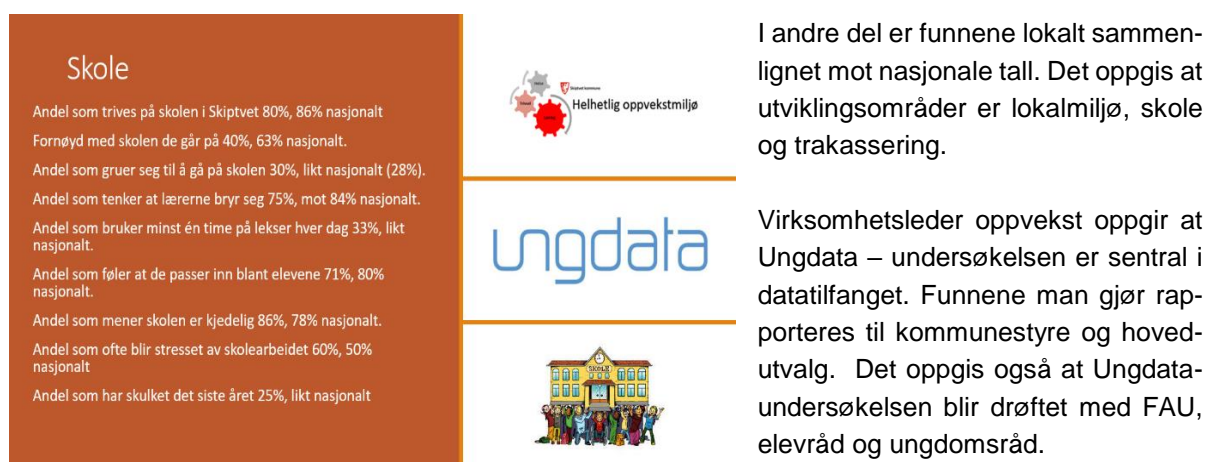 Skole
Andel som trives på skolen i Skiptvet 80%, 86% nasjonalt
Fornøyd med skolen de går på 40%, 63% nasjonalt.
Andel som gruer seg til å gå på skolen 30%, likt nasjonalt (28%).
Andel som tenker at lærerne bryr seg 75%, mot 84% nasjonalt.
Andel som bruker minst én time på lekser hver dag 33%, likt
nasjonalt.
Andel som føler at de passer inn blant elevene 71%, 80%
nasjonalt.
Andel som mener skolen er kjedelig 86%, 78% nasjonalt.
Andel som ofte blir stresset av skolearbeidet 60%, 50%
nasjonalt
Andel som har skulket det siste året 25%, likt nasjonalt
Skiptvet kommune
Helhetlig oppvekstmiljø
ungdata
SKOLE
I andre del er funnene lokalt sammen-
lignet mot nasjonale tall. Det oppgis at
utviklingsområder er lokalmiljø, skole
og trakassering.
Virksomhetsleder oppvekst oppgir at
Ungdata – undersøkelsen er sentral i
datatilfanget. Funnene man gjør rap-
porteres til kommunestyre og hoved-
utvalg. Det oppgis også at Ungdata-
undersøkelsen blir drøftet med FAU,
elevråd og ungdomsråd.